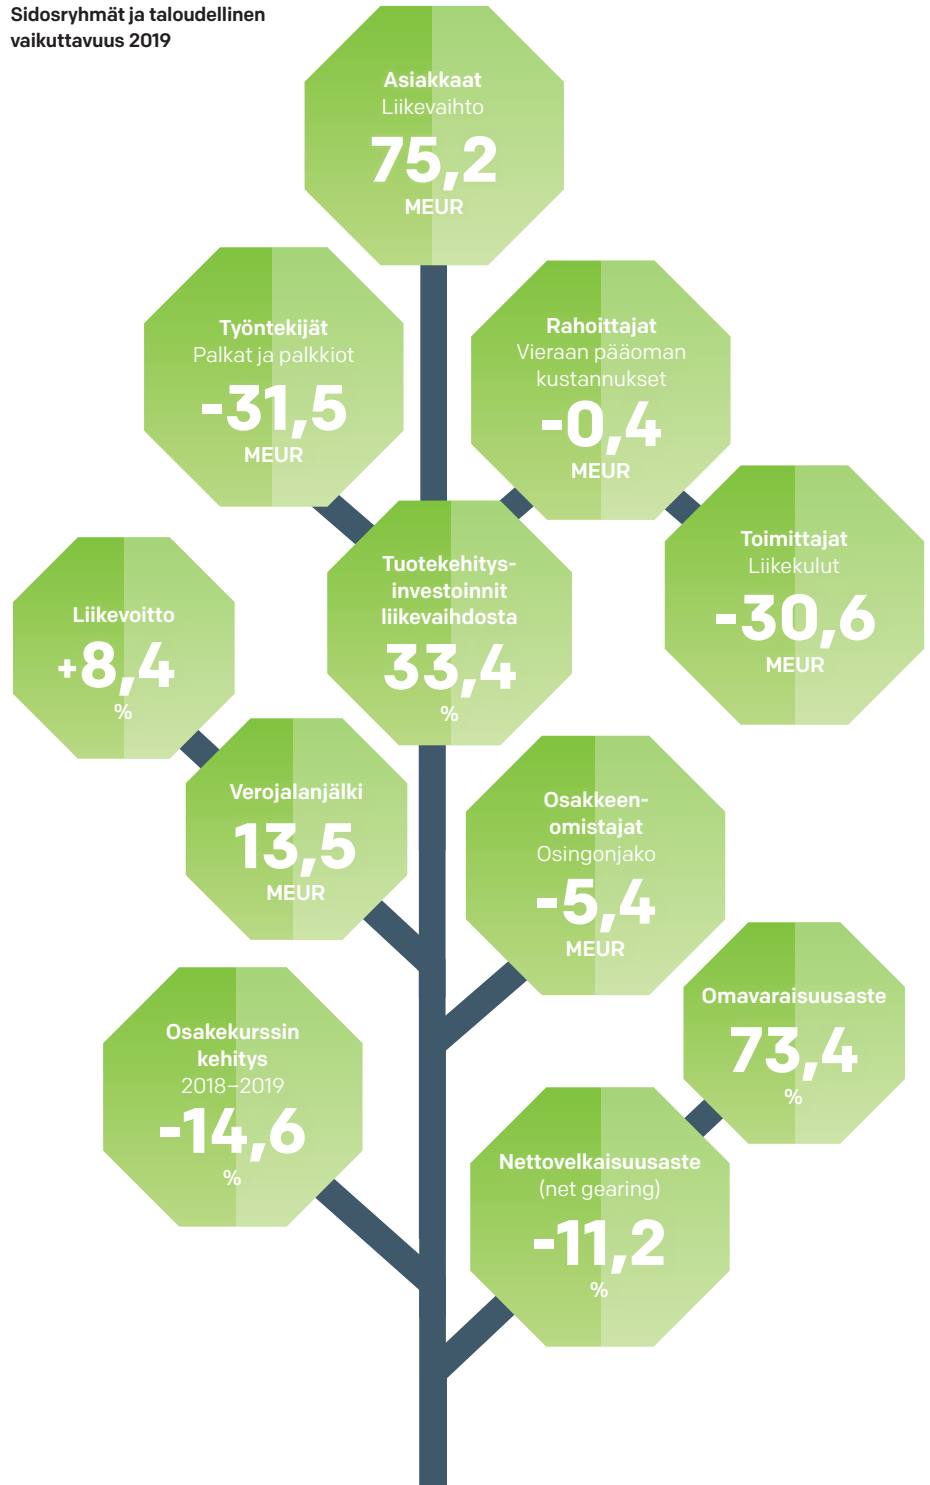 Sidosryhmät ja taloudellinen
vaikuttavuus 2019
Asiakkaat
Liikevaihto
75,2
MEUR
Työntekijät
Palkat ja palkkiot
-31,5
MEUR
Rahoittajat
Vieraan pääoman
kustannukset
-0,4
MEUR
Toimittajat
Liikekulut
-30,6
MEUR
Tuotekehitys-
investoinnit
liikevaihdosta
33,4
%
Liikevoitto
+8,4
%
Verojalanjälki
13,5
MEUR
Osakkeen-
omistajat
Osingonjako
-5,4
MEUR
Omavaraisuusaste
73,4
%
Osakekurssin
kehitys
2018–2019
-14,6
%
Nettovelkaisuusaste
(net gearing)
-11,2
%